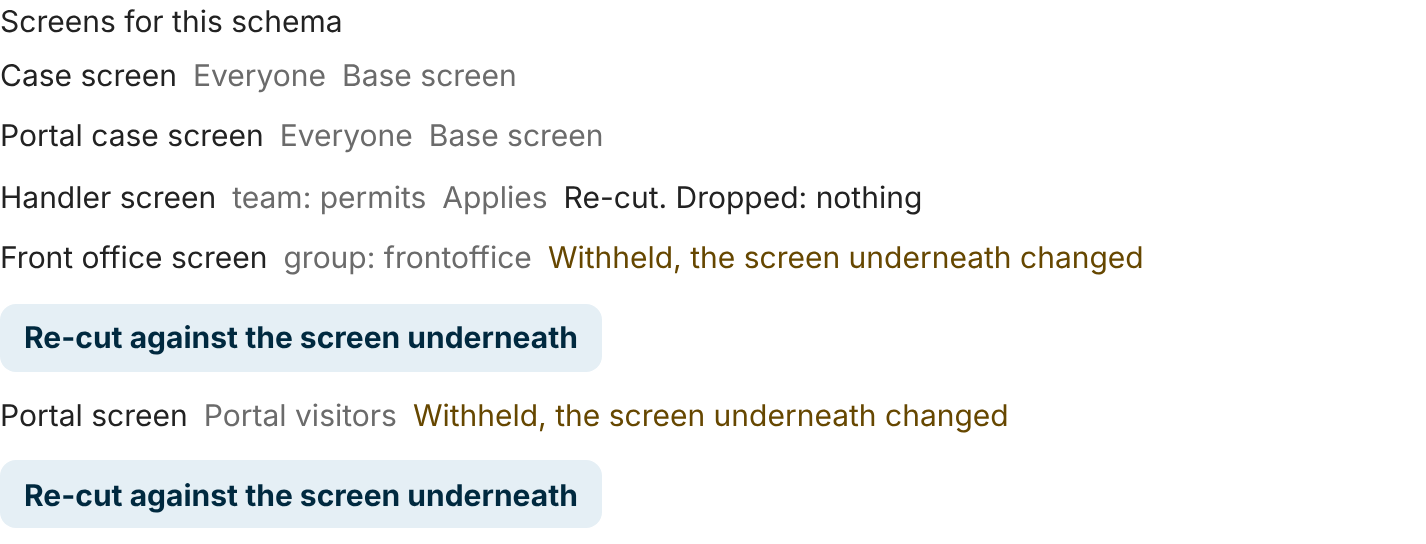 Screens for this schema
Case screen Everyone Base screen
Portal case screen Everyone Base screen
Handler screen team: permits Applies Re-cut. Dropped: nothing
Front office screen group: frontoffice Withheld, the screen underneath changed
Re-cut against the screen underneath
Portal screen Portal visitors Withheld, the screen underneath changed
Re-cut against the screen underneath